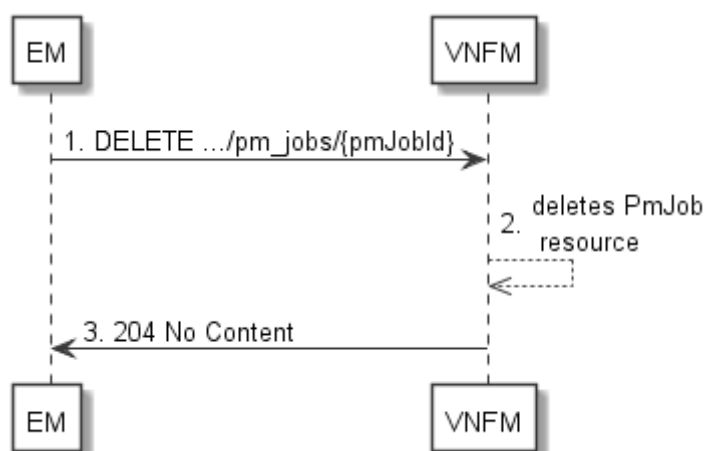 EM
VNFM
1. DELETE .../pm_jobs/{pmJobId}
2. deletes PmJob
resource
3. 204 No Content
EM
VNFM